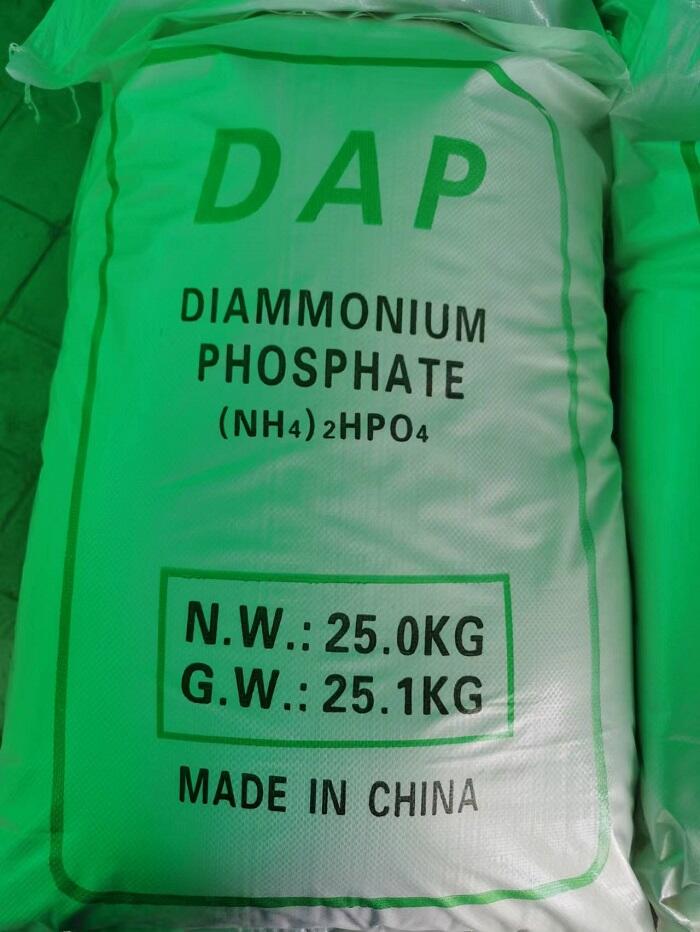 DAP
DIAMMONIUM
PHOSPHATE
(NH₄)₂HPO₄
N.W.: 25.0KG
G.W.: 25.1KG
MADE IN CHINA